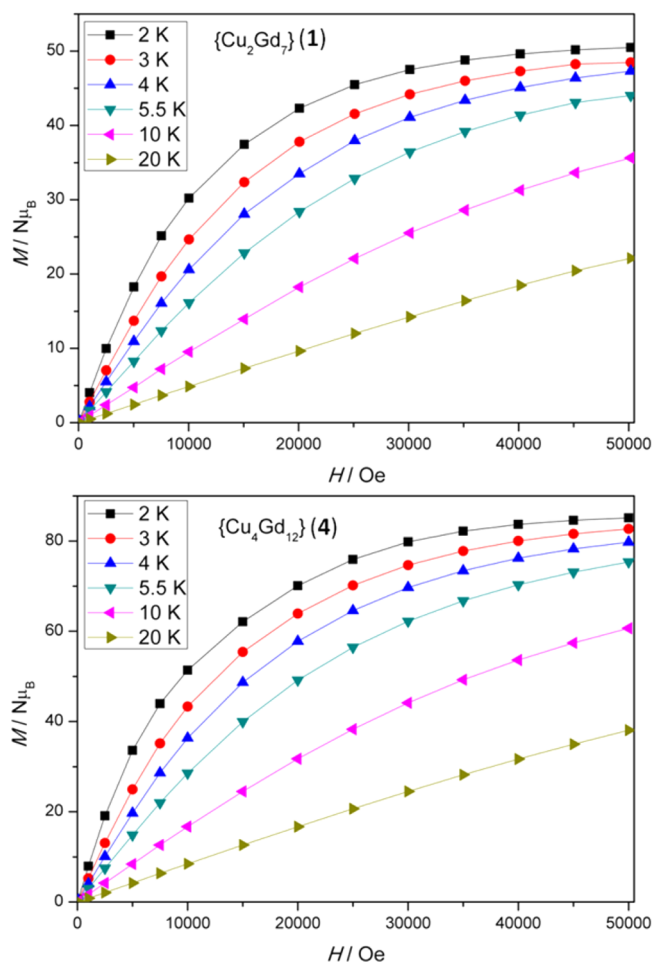 {Cu₂Gd₇} (1)
2 K
3 K
4 K
5.5 K
10 K
20 K
50
40
30
20
10
0
M / Nμ_B
0 10000 20000 30000 40000 50000
H / Oe
{Cu₄Gd₁₂} (4)
2 K
3 K
4 K
5.5 K
10 K
20 K
80
60
40
20
0
M / Nμ_B
0 10000 20000 30000 40000 50000
H / Oe